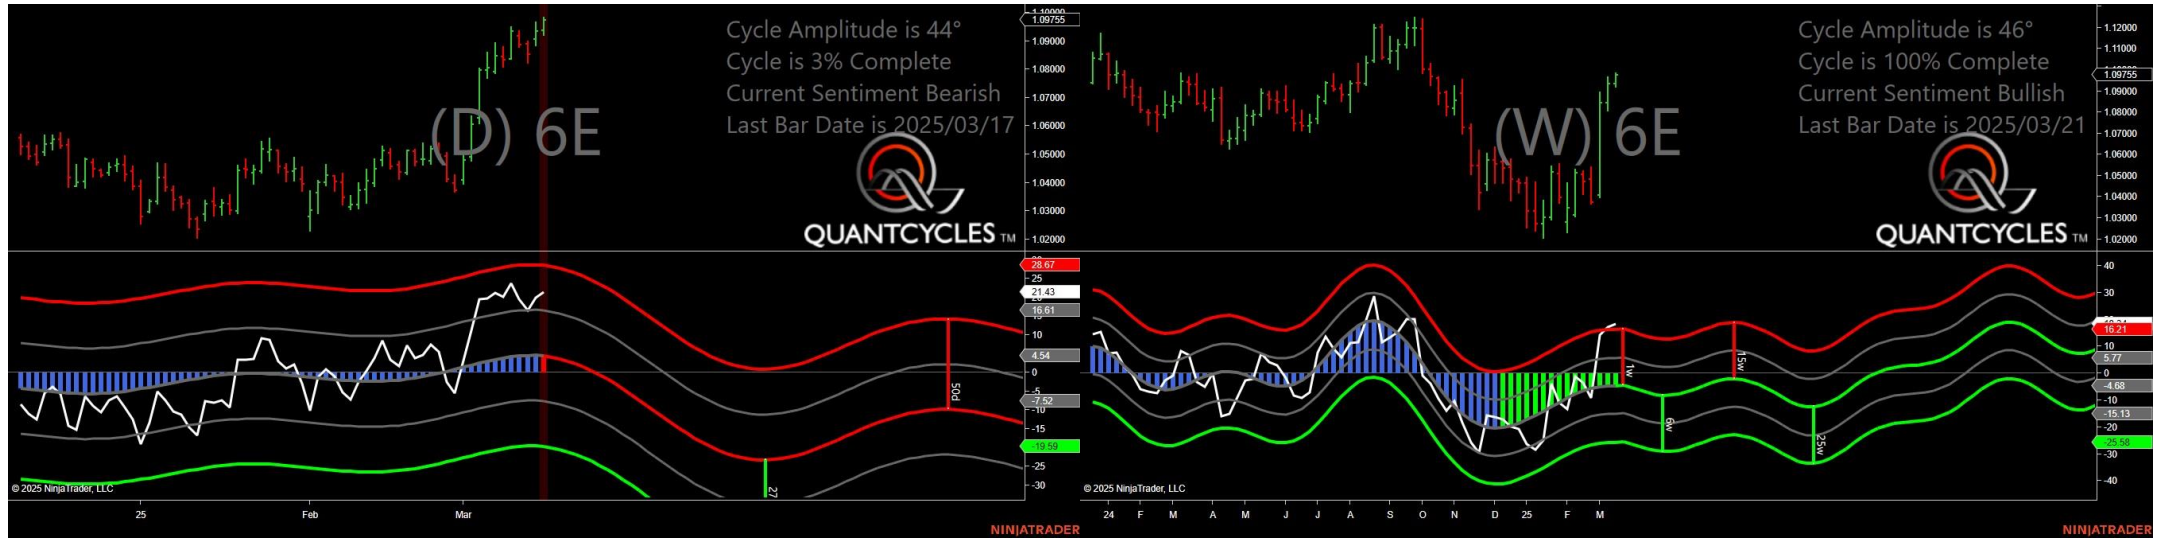 Cycle Amplitude is 44°
Cycle is 3% Complete
Current Sentiment Bearish
Last Bar Date is 2025/03/17
(D) 6E
QUANTCYCLES TM
1.10000
1.09755
1.09000
1.08000
1.07000
1.06000
1.05000
1.04000
1.03000
1.02000
28.67
25
21.43
16.61
10
4.54
0
-5
-7.52
-10
-15
-19.59
-25
-30
50d
27
© 2025 NinjaTrader, LLC
25 Feb Mar
NINJATRADER
Cycle Amplitude is 46°
Cycle is 100% Complete
Current Sentiment Bullish
Last Bar Date is 2025/03/21
(W) 6E
QUANTCYCLES TM
1.12000
1.11000
1.09755
1.09000
1.08000
1.07000
1.06000
1.05000
1.04000
1.03000
1.02000
40
30
16.21
10
5.77
0
-4.68
-10
-15.13
-20
-25.58
-30
-40
1w
6w
15w
25w
© 2025 NinjaTrader, LLC
24 F M A M J J A S O N D 25 F M
NINJATRADER